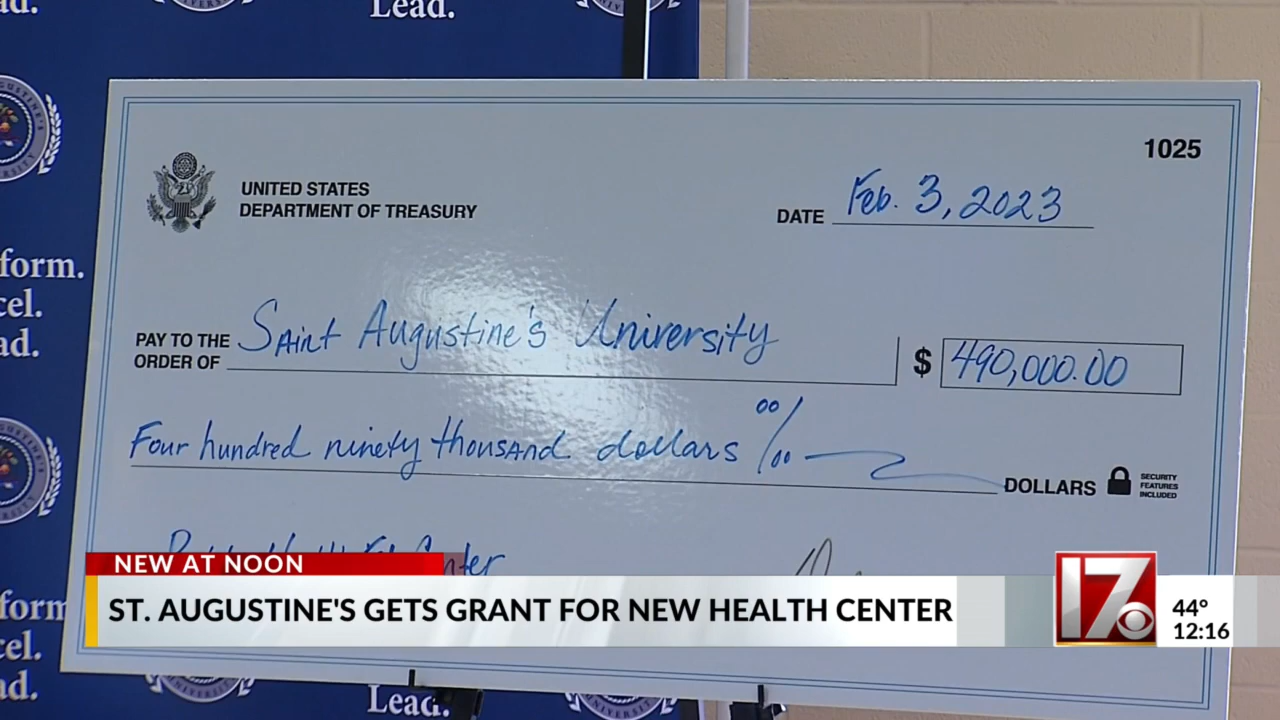 ad.
Lead.
1025
UNITED STATES
DEPARTMENT OF TREASURY
DATE Feb. 3, 2023
form.
cel.
ad.
PAY TO THE
ORDER OF Saint Augustine's University $ 490,000.00
Four hundred ninety thousand dollars 00/00 DOLLARS
SECURITY
FEATURES
INCLUDED
NEW AT NOON
ST. AUGUSTINE'S GETS GRANT FOR NEW HEALTH CENTER
17
44°
12:16
form
cel.
ad.
Lead.
UNIVERSITY